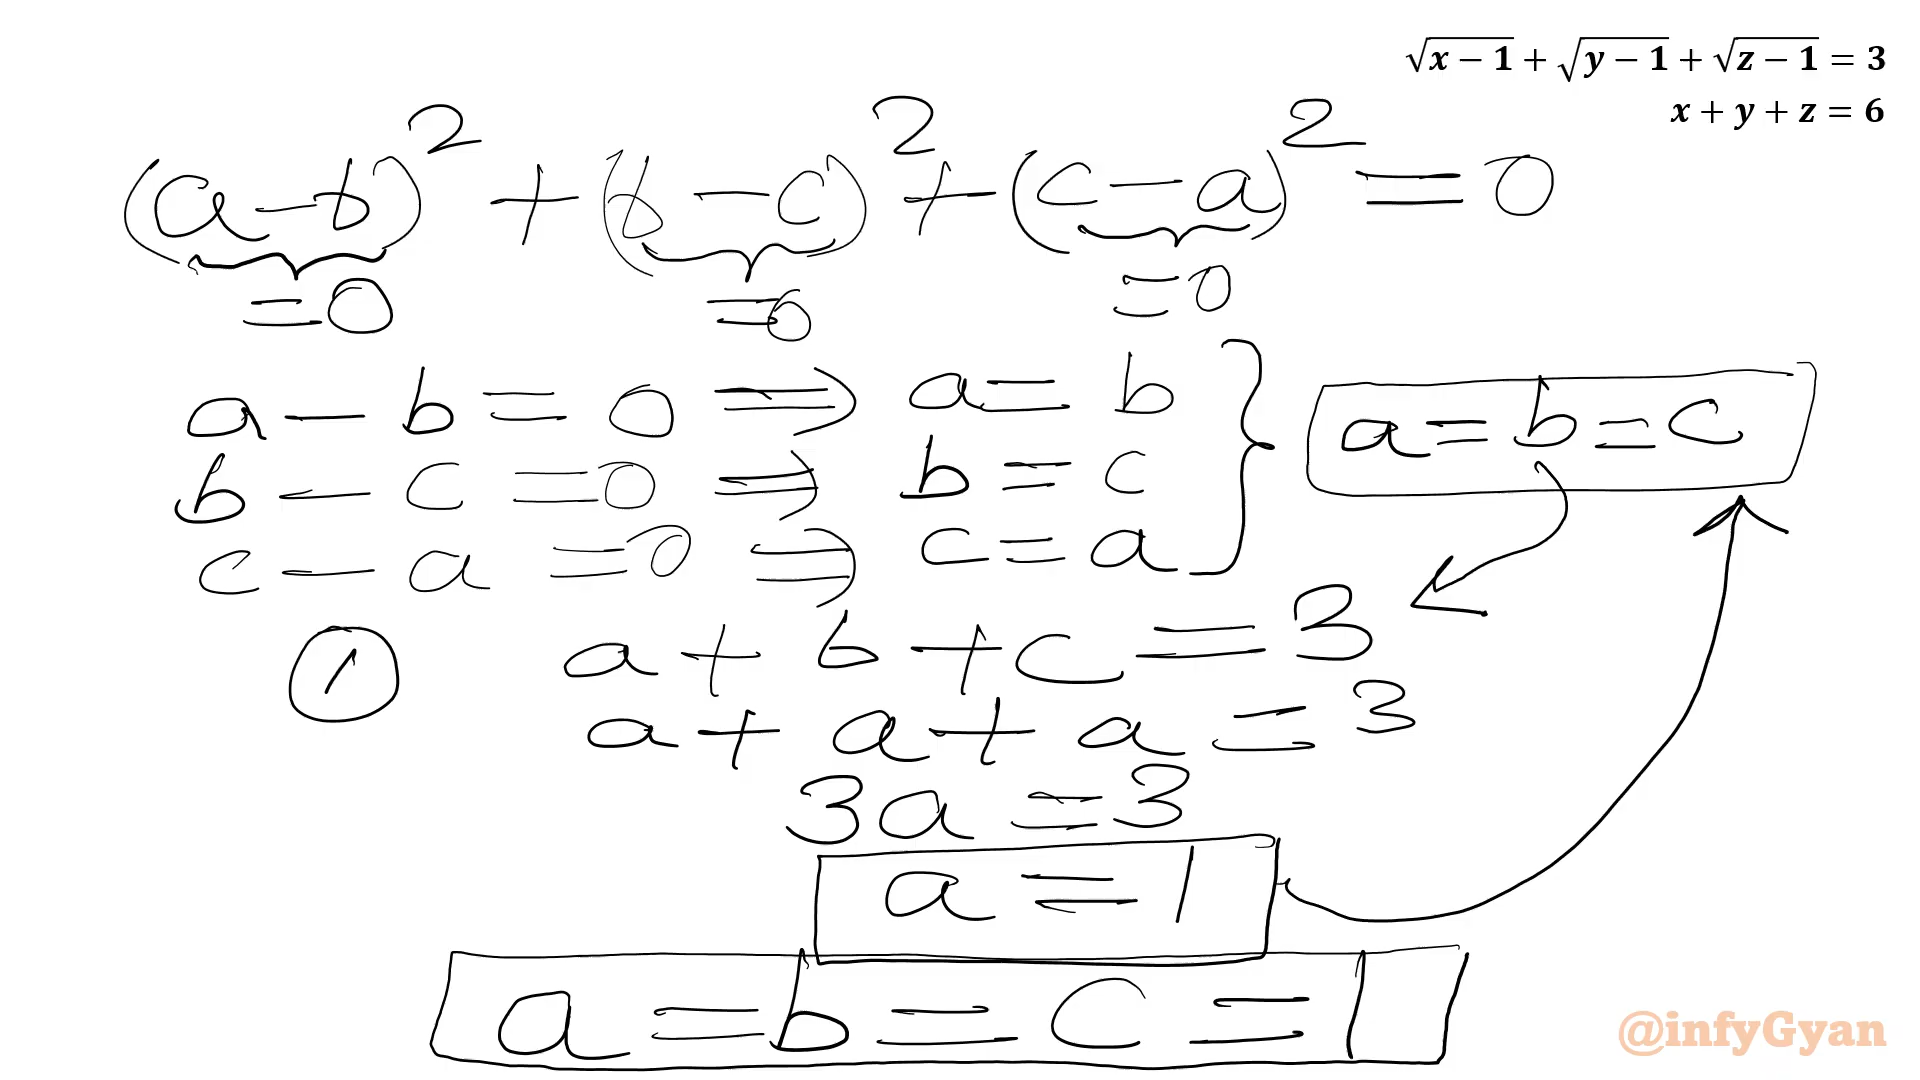 √(x − 1) + √(y − 1) + √(z − 1) = 3
x + y + z = 6
(a − b)² + (b − c)² + (c − a)² = 0
= 0 = 0 = 0
a − b = 0 ⇒ a = b
a = b = c
b − c = 0 ⇒ b = c
c − a = 0 ⇒ c = a
1 a + b + c = 3
a + a + a = 3
3a = 3
a = 1
a = b = c = 1
@infyGyan